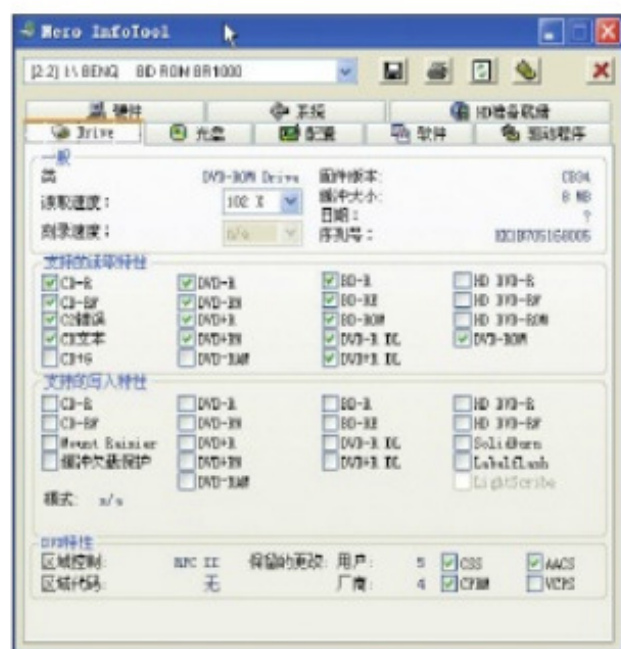 Nero InfoTool
[2:2] I:\ BENQ BD ROM BR1000
硬件 系统 HD准备就绪
Drive 光盘 配置 软件 驱动程序
一般
类 DVD-ROM Drive 固件版本: CB0A
读取速度: 102 X 缓冲大小: 8 MB
日期: ?
刻录速度: n/a 序列号:
支持的读取特性
CD-R DVD-R BD-R HD DVD-R
CD-RW DVD-RW BD-RE HD DVD-RW
C2错误 DVD+R BD-ROM HD DVD-ROM
CD文本 DVD+RW DVD-R DL DVD-ROM
CD+G DVD-RAM DVD+R DL
支持的写入特性
CD-R DVD-R BD-R HD DVD-R
CD-RW DVD-RW BD-RE HD DVD-RW
Mount Rainier DVD+R DVD-R DL SolidBurn
缓冲欠载保护 DVD+RW DVD+R DL Labelflash
DVD-RAM LightScribe
模式: n/a
DVD特性
区域控制: RPC II 保留的更改: 用户: 5 CSS AACS
区域代码: 无 厂商: 4 CPRM VCPS